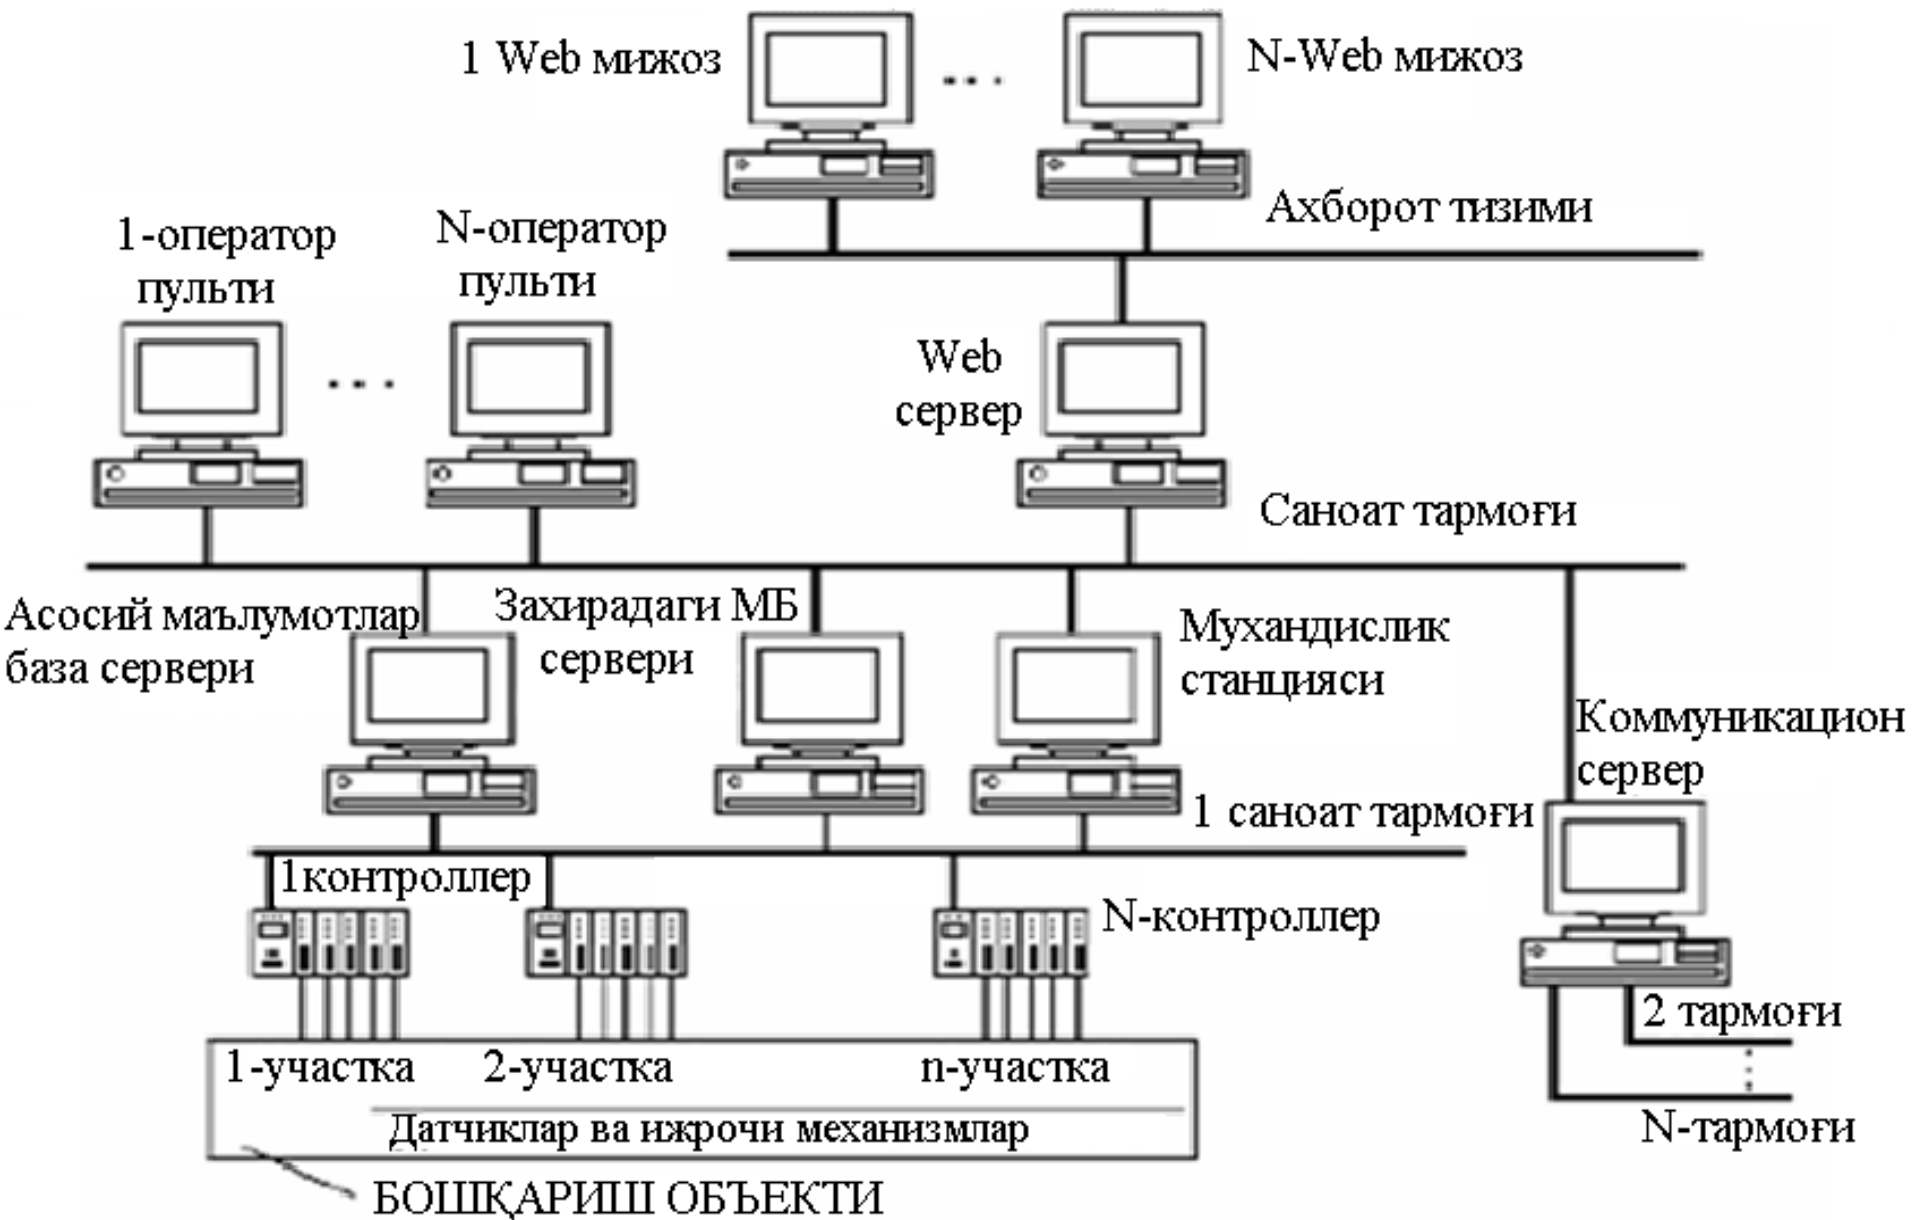 1 Web мижоз
N-Web мижоз
Ахборот тизими
1-оператор
пульти
N-оператор
пульти
Web
сервер
Саноат тармоғи
Асосий маълумотлар
база сервери
Захирадаги МБ
сервери
Мухандислик
станцияси
Коммуникацион
сервер
1 саноат тармоғи
1контроллер
N-контроллер
2 тармоғи
N-тармоғи
1-участка
2-участка
n-участка
Датчиклар ва ижрочи механизмлар
БОШҚАРИШ ОБЪЕКТИ